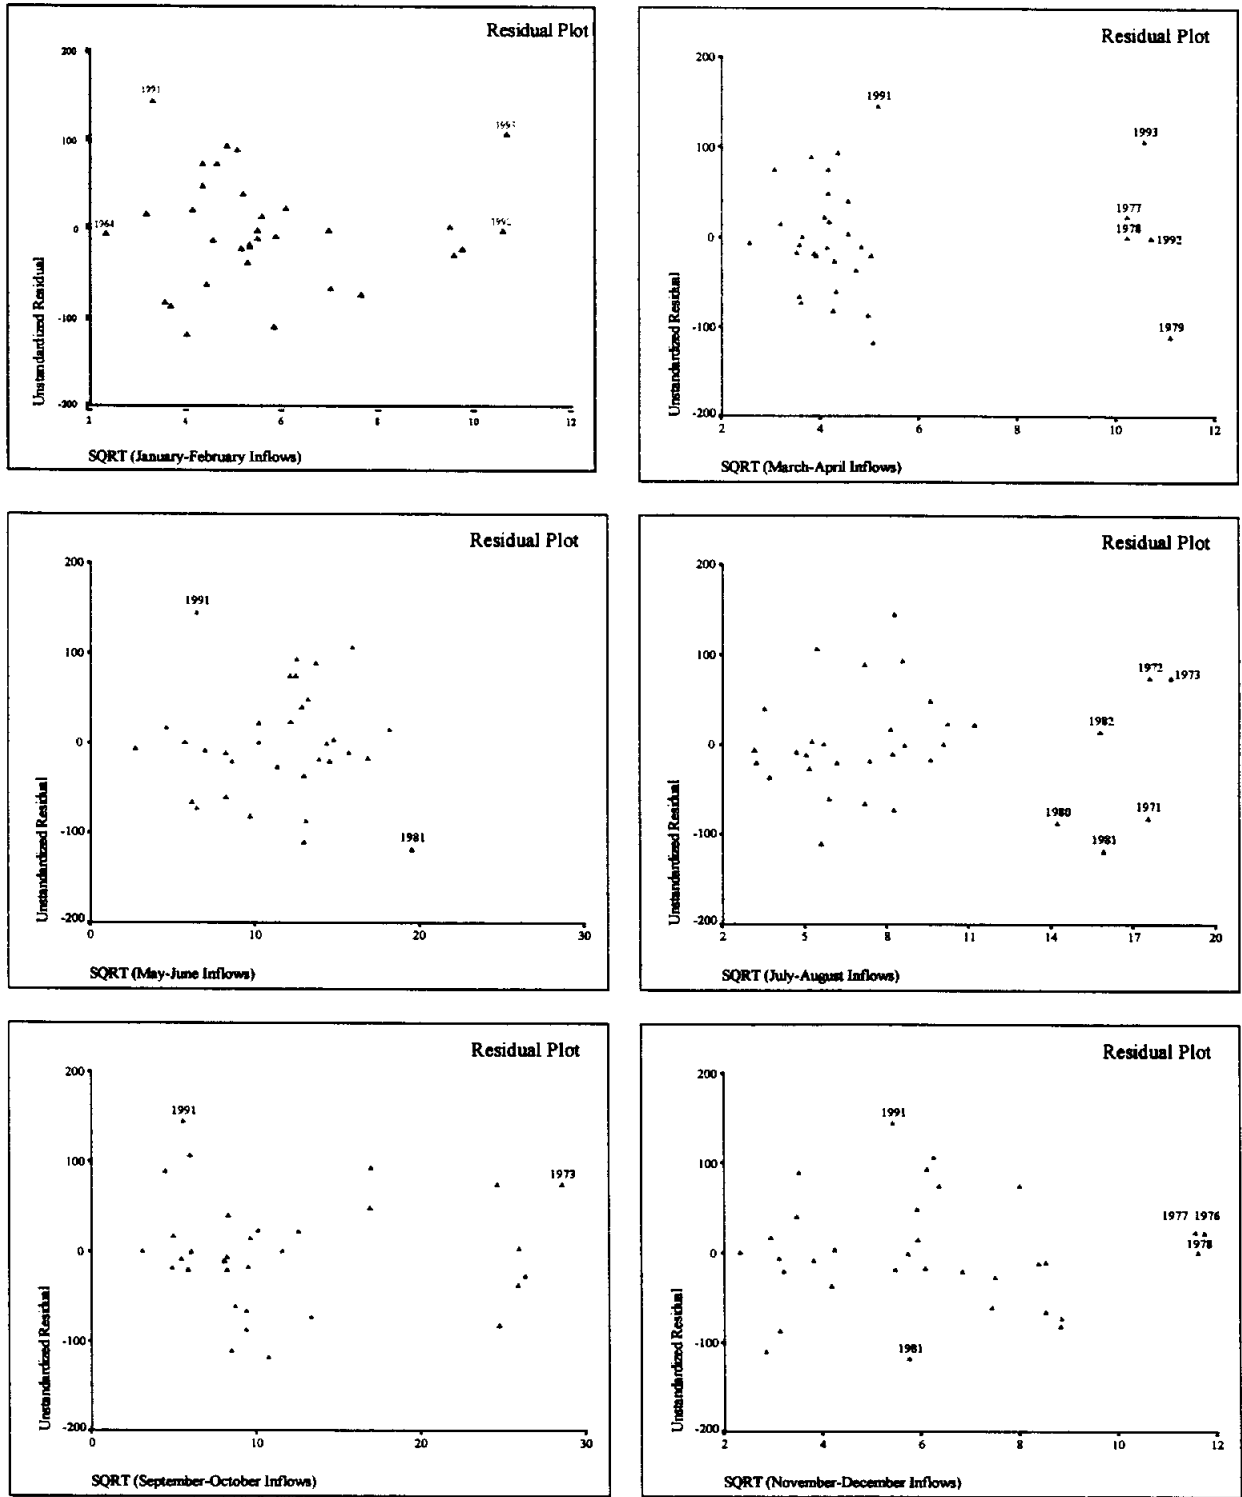 Residual Plot
200
1991
1993
100
0
1964
-100
-200
2 4 6 8 10 12
Unstandardized Residual
SQRT (January-February Inflows)
Residual Plot
200
1991
1993
100
1977
1978
1992
0
-100
1979
-200
2 4 6 8 10 12
Unstandardized Residual
SQRT (March-April Inflows)
Residual Plot
200
1991
100
0
-100
1981
-200
0 10 20 30
Unstandardized Residual
SQRT (May-June Inflows)
Residual Plot
200
100
1972
1973
1982
0
1980
1971
1981
-100
-200
2 5 8 11 14 17 20
Unstandardized Residual
SQRT (July-August Inflows)
Residual Plot
200
1991
100
1973
0
-100
-200
0 10 20 30
Unstandardized Residual
SQRT (September-October Inflows)
Residual Plot
200
1991
100
1977 1976
1978
0
-100
1981
-200
2 4 6 8 10 12
Unstandardized Residual
SQRT (November-December Inflows)